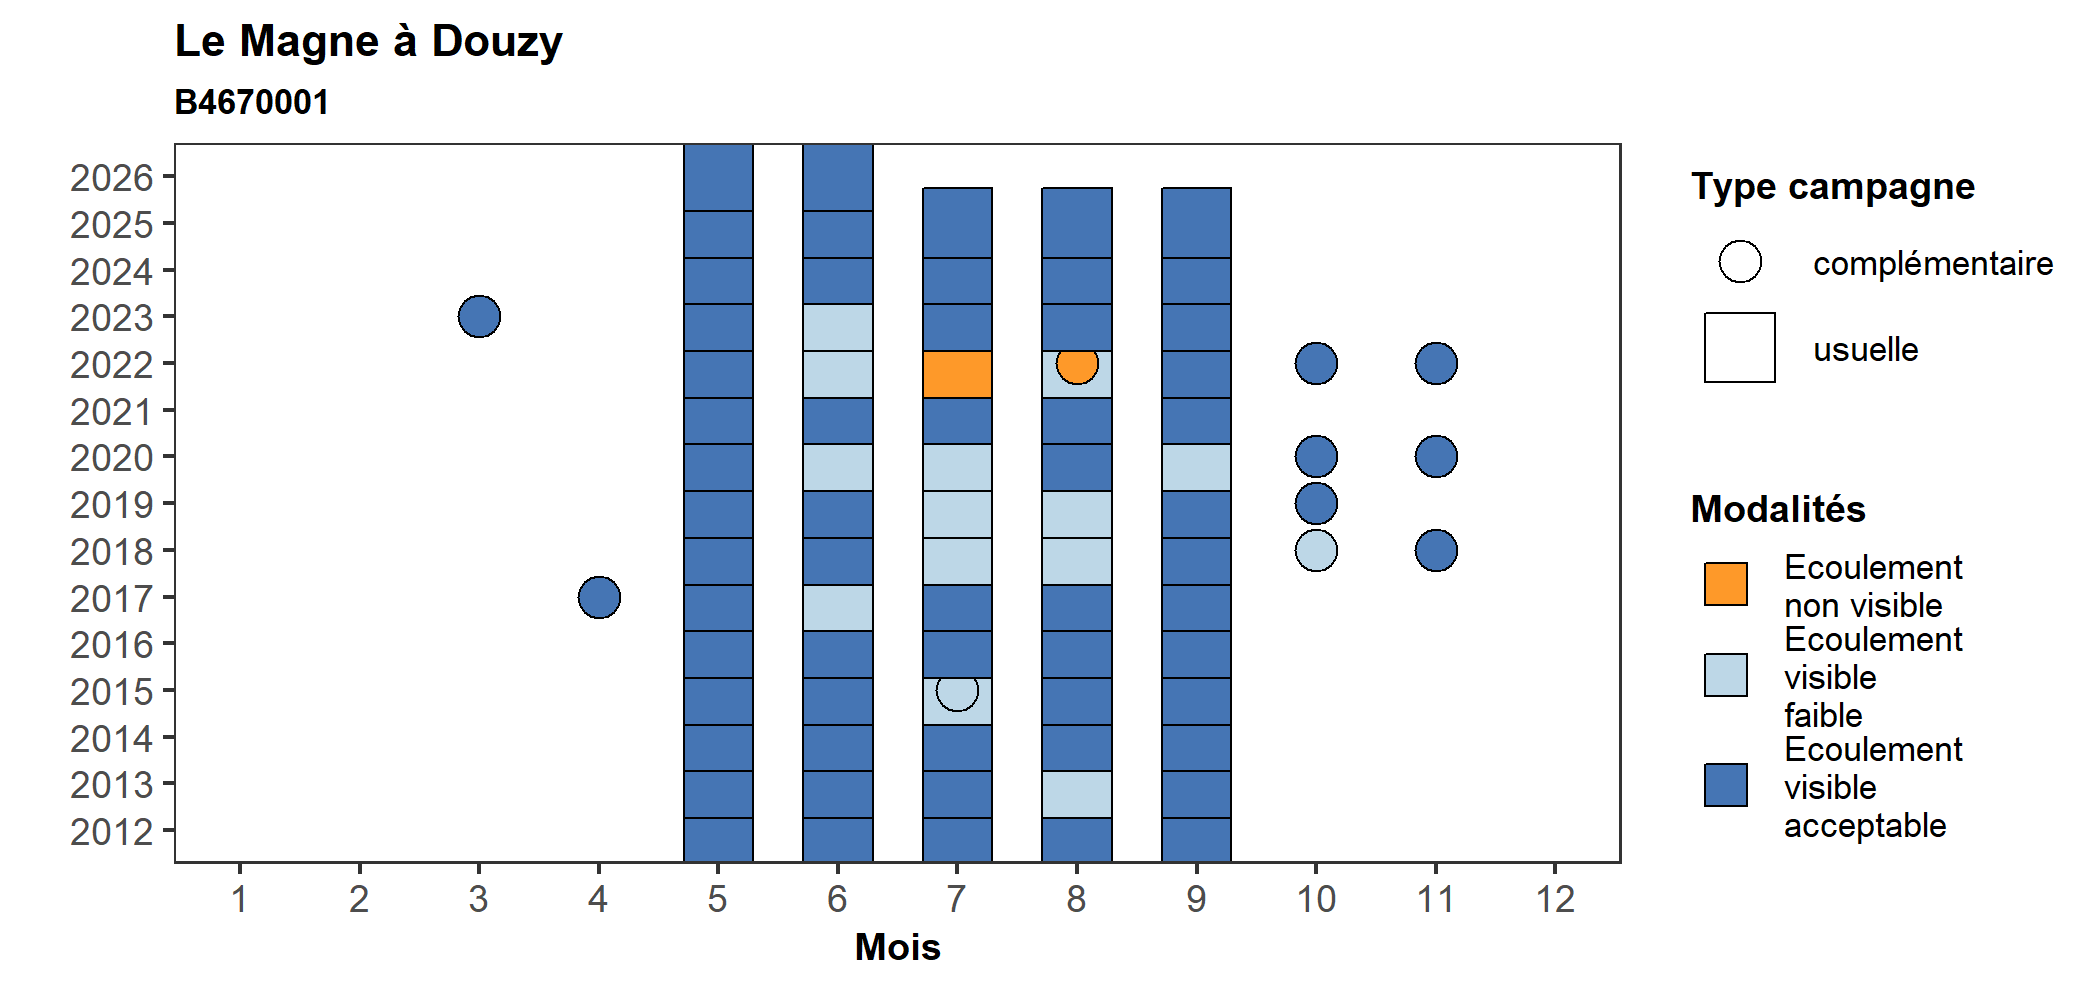 Le Magne à Douzy
B4670001
2026
2025
2024
2023
2022
2021
2020
2019
2018
2017
2016
2015
2014
2013
2012
1 2 3 4 5 6 7 8 9 10 11 12
Mois
Type campagne
complémentaire
usuelle
Modalités
Ecoulement
non visible
Ecoulement
visible
faible
Ecoulement
visible
acceptable